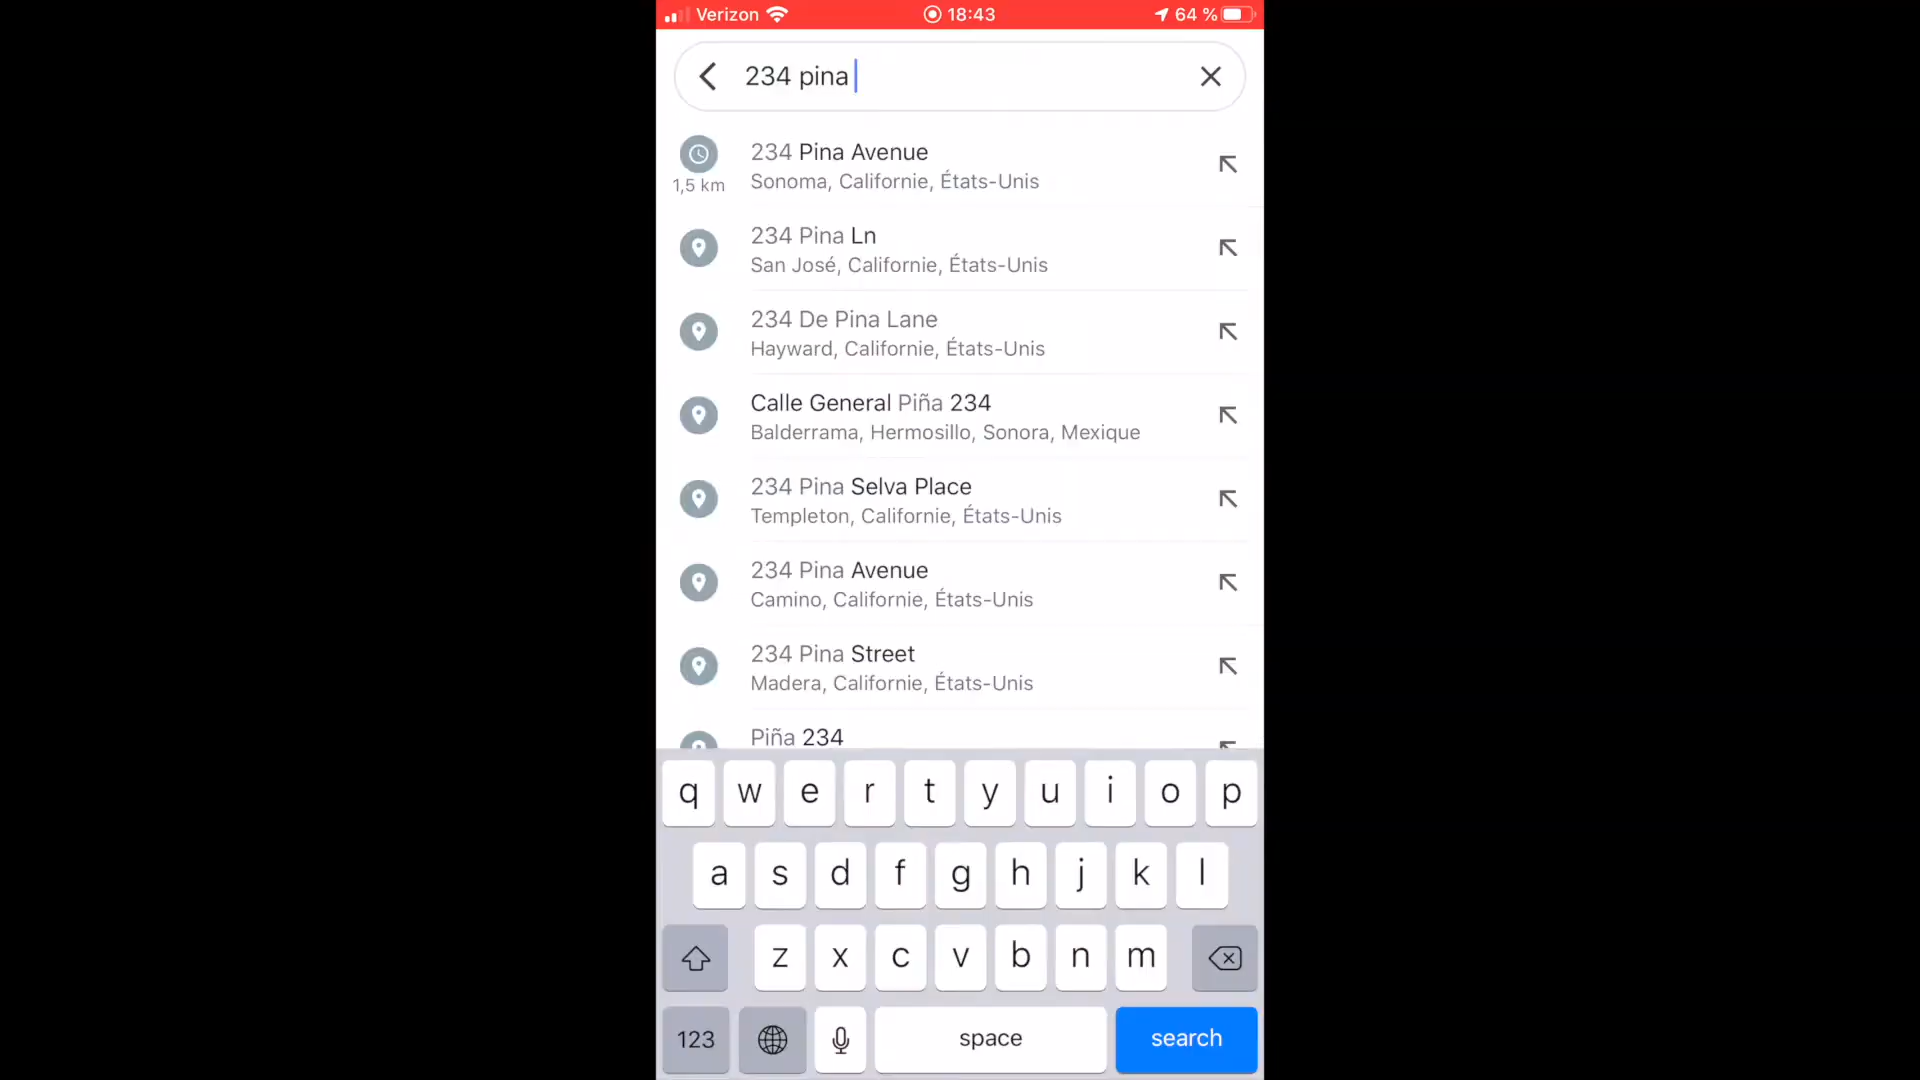 Verizon 18:43 64 %
234 pina
234 Pina Avenue
1,5 km
Sonoma, Californie, États-Unis
234 Pina Ln
San José, Californie, États-Unis
234 De Pina Lane
Hayward, Californie, États-Unis
Calle General Piña 234
Balderrama, Hermosillo, Sonora, Mexique
234 Pina Selva Place
Templeton, Californie, États-Unis
234 Pina Avenue
Camino, Californie, États-Unis
234 Pina Street
Madera, Californie, États-Unis
Piña 234
q w e r t y u i o p
a s d f g h j k l
z x c v b n m
123 space search